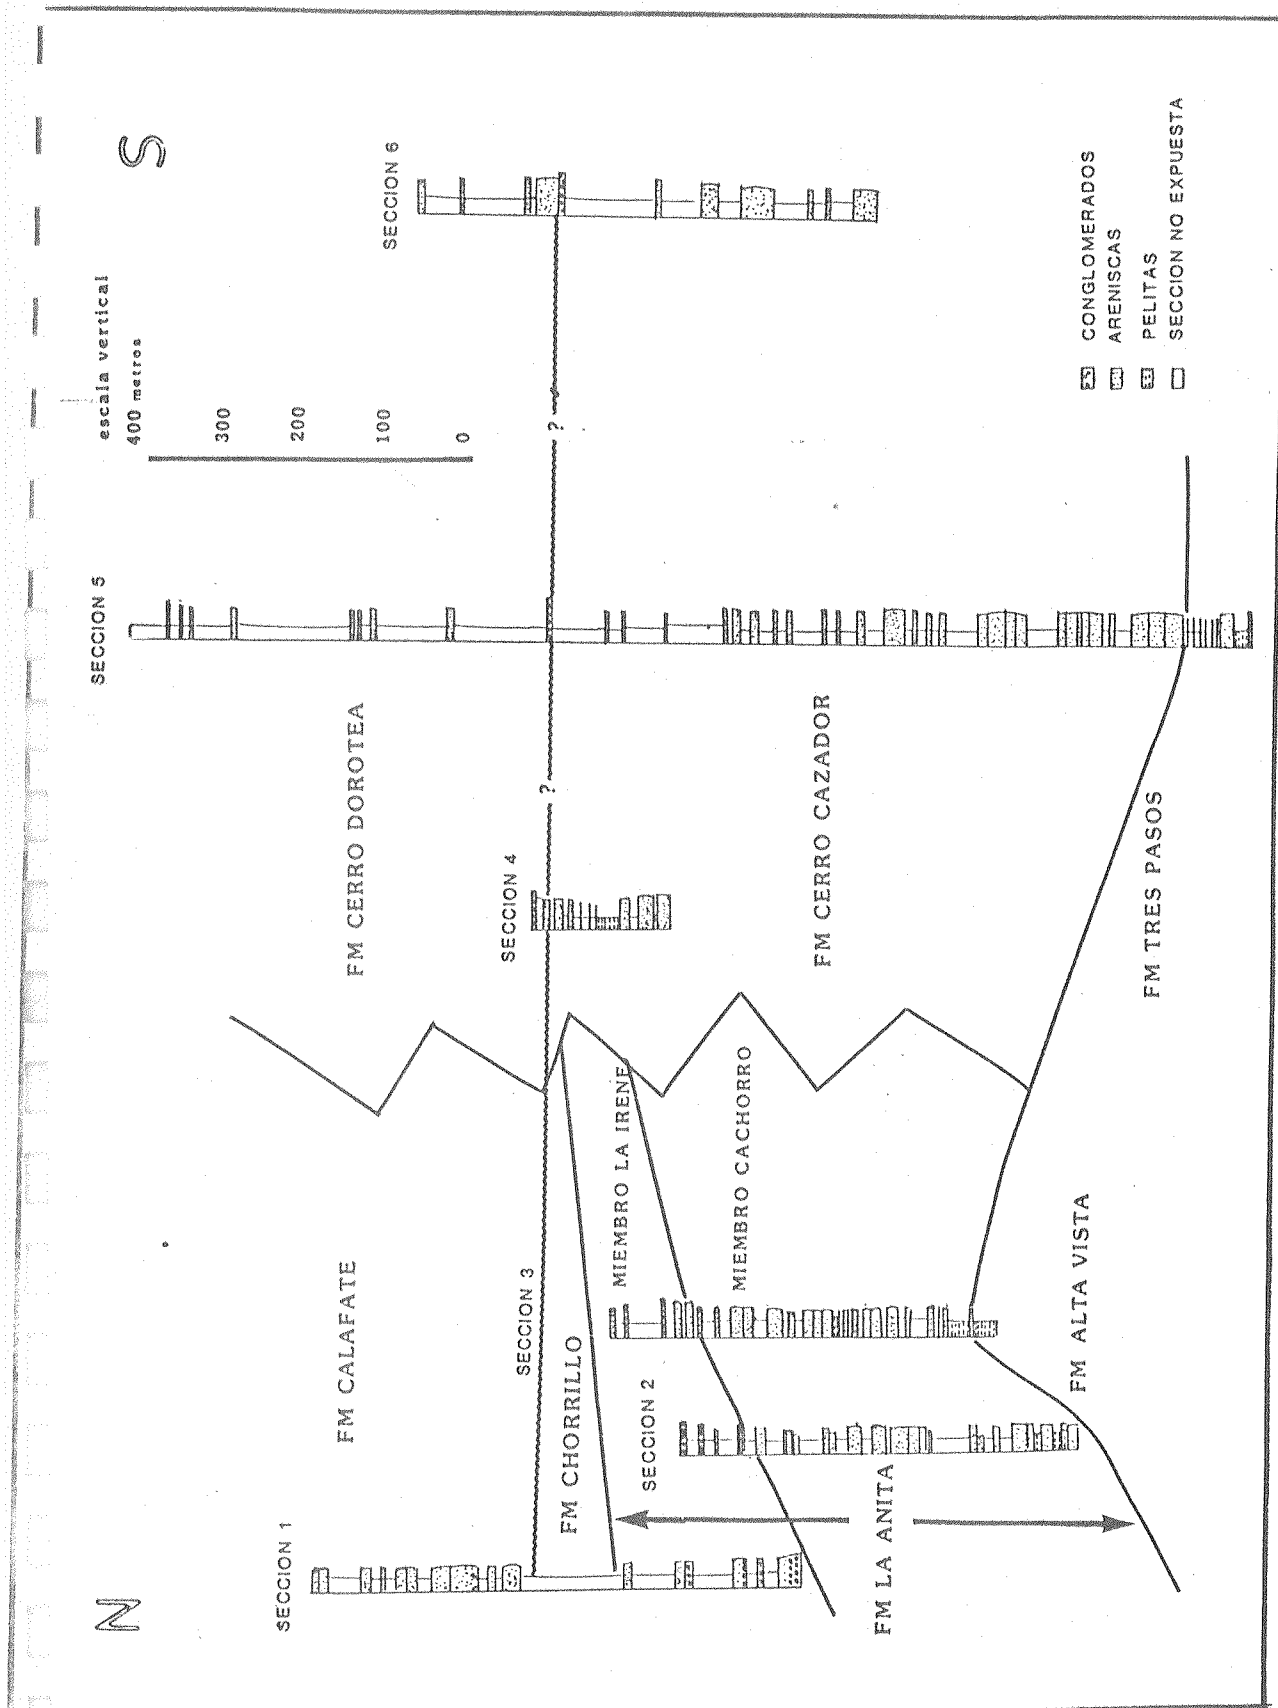 N
S
escala vertical
400 metros
300
200
100
0
SECCION 1
SECCION 2
SECCION 3
SECCION 4
SECCION 5
SECCION 6
FM CALAFATE
FM CERRO DOROTEA
?
?
FM CHORRILLO
MIEMBRO LA IRENE
MIEMBRO CACHORRO
FM CERRO CAZADOR
FM LA ANITA
FM ALTA VISTA
FM TRES PASOS
CONGLOMERADOS
ARENISCAS
PELITAS
SECCION NO EXPUESTA